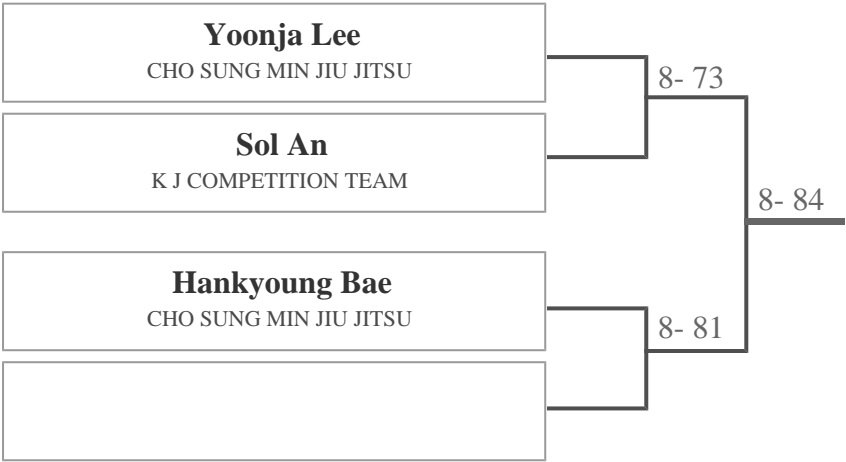 Yoonja Lee
CHO SUNG MIN JIU JITSU
8- 73
Sol An
K J COMPETITION TEAM
8- 84
Hankyoung Bae
CHO SUNG MIN JIU JITSU
8- 81